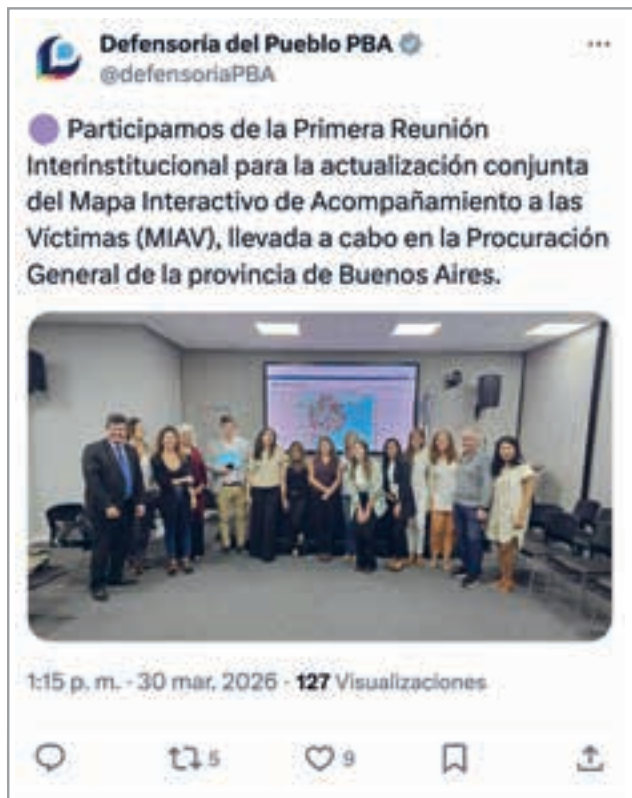 Defensoría del Pueblo PBA
@defensoriaPBA
Participamos de la Primera Reunión
Interinstitucional para la actualización conjunta
del Mapa Interactivo de Acompañamiento a las
Víctimas (MIAV), llevada a cabo en la Procuración
General de la provincia de Buenos Aires.
1:15 p. m. · 30 mar. 2026 · 127 Visualizaciones
5 9